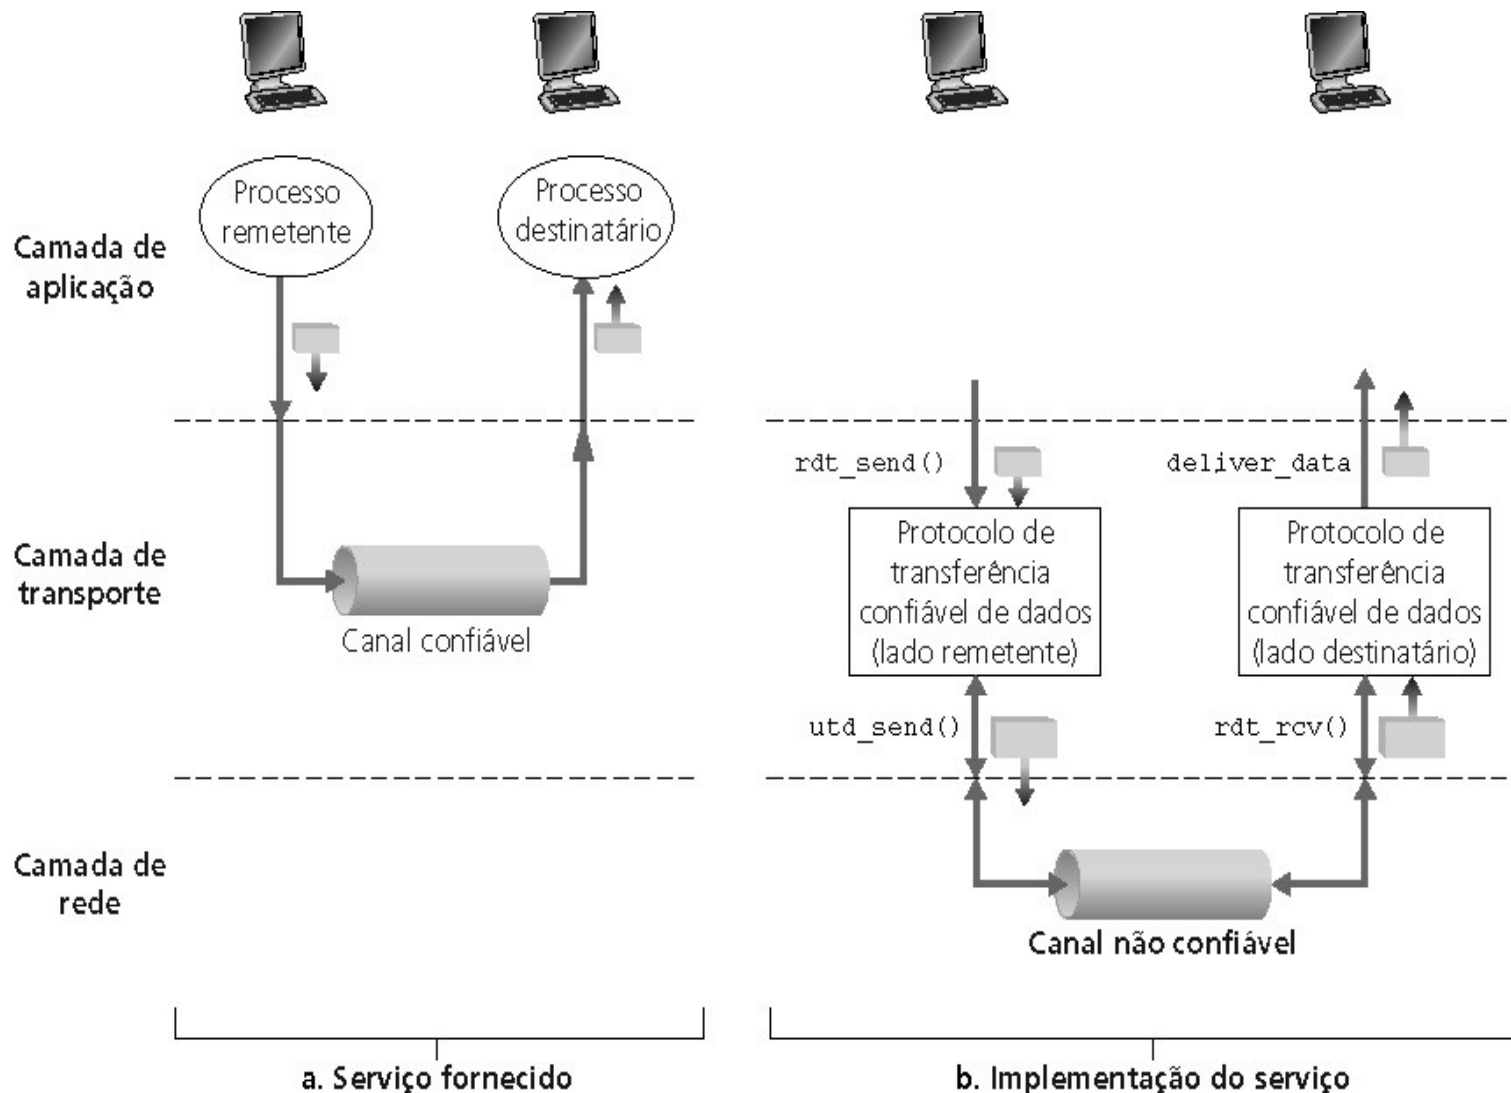 Processo
remetente
Processo
destinatário
Camada de
aplicação
rdt_send()
deliver_data
Camada de
transporte
Canal confiável
Protocolo de
transferência
confiável de dados
(lado remetente)
Protocolo de
transferência
confiável de dados
(lado destinatário)
utd_send()
rdt_rcv()
Camada de
rede
Canal não confiável
a. Serviço fornecido
b. Implementação do serviço